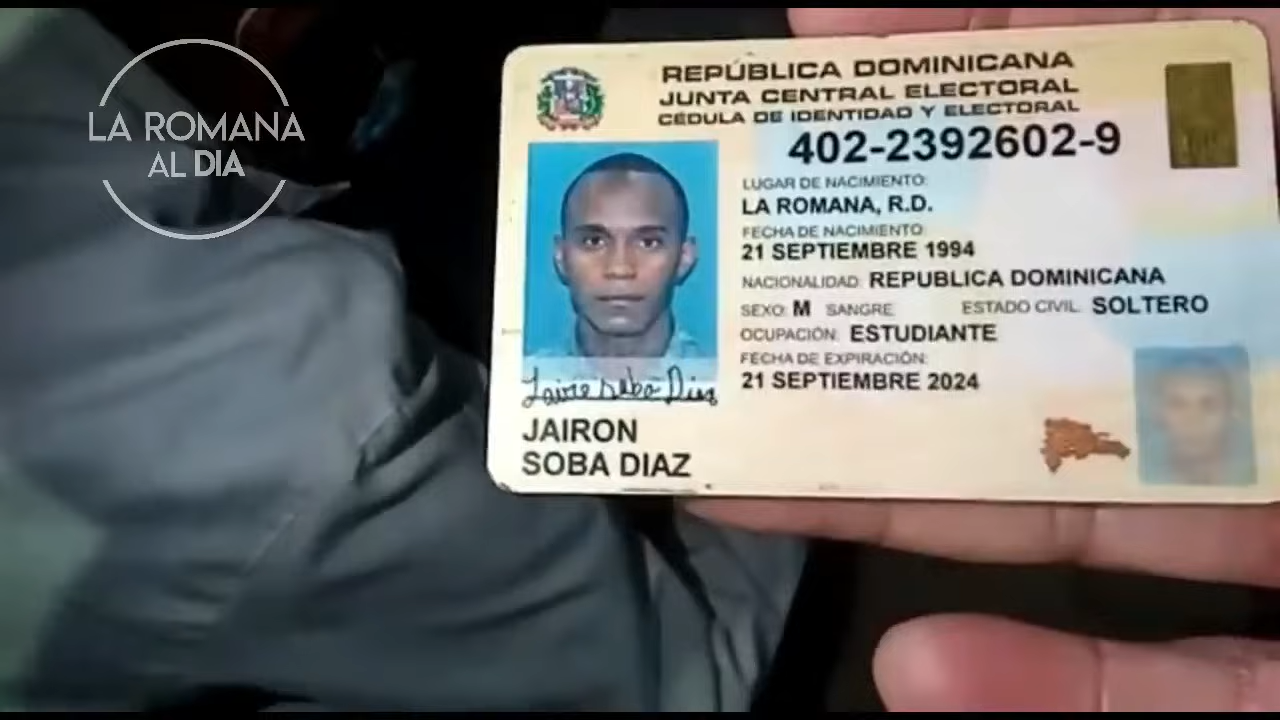 LA ROMANA
AL DIA
REPÚBLICA DOMINICANA
JUNTA CENTRAL ELECTORAL
CÉDULA DE IDENTIDAD Y ELECTORAL
402-2392602-9
LUGAR DE NACIMIENTO:
LA ROMANA, R.D.
FECHA DE NACIMIENTO:
21 SEPTIEMBRE 1994
NACIONALIDAD: REPUBLICA DOMINICANA
SEXO: M SANGRE ESTADO CIVIL: SOLTERO
OCUPACIÓN: ESTUDIANTE
FECHA DE EXPIRACIÓN:
21 SEPTIEMBRE 2024
JAIRON
SOBA DIAZ